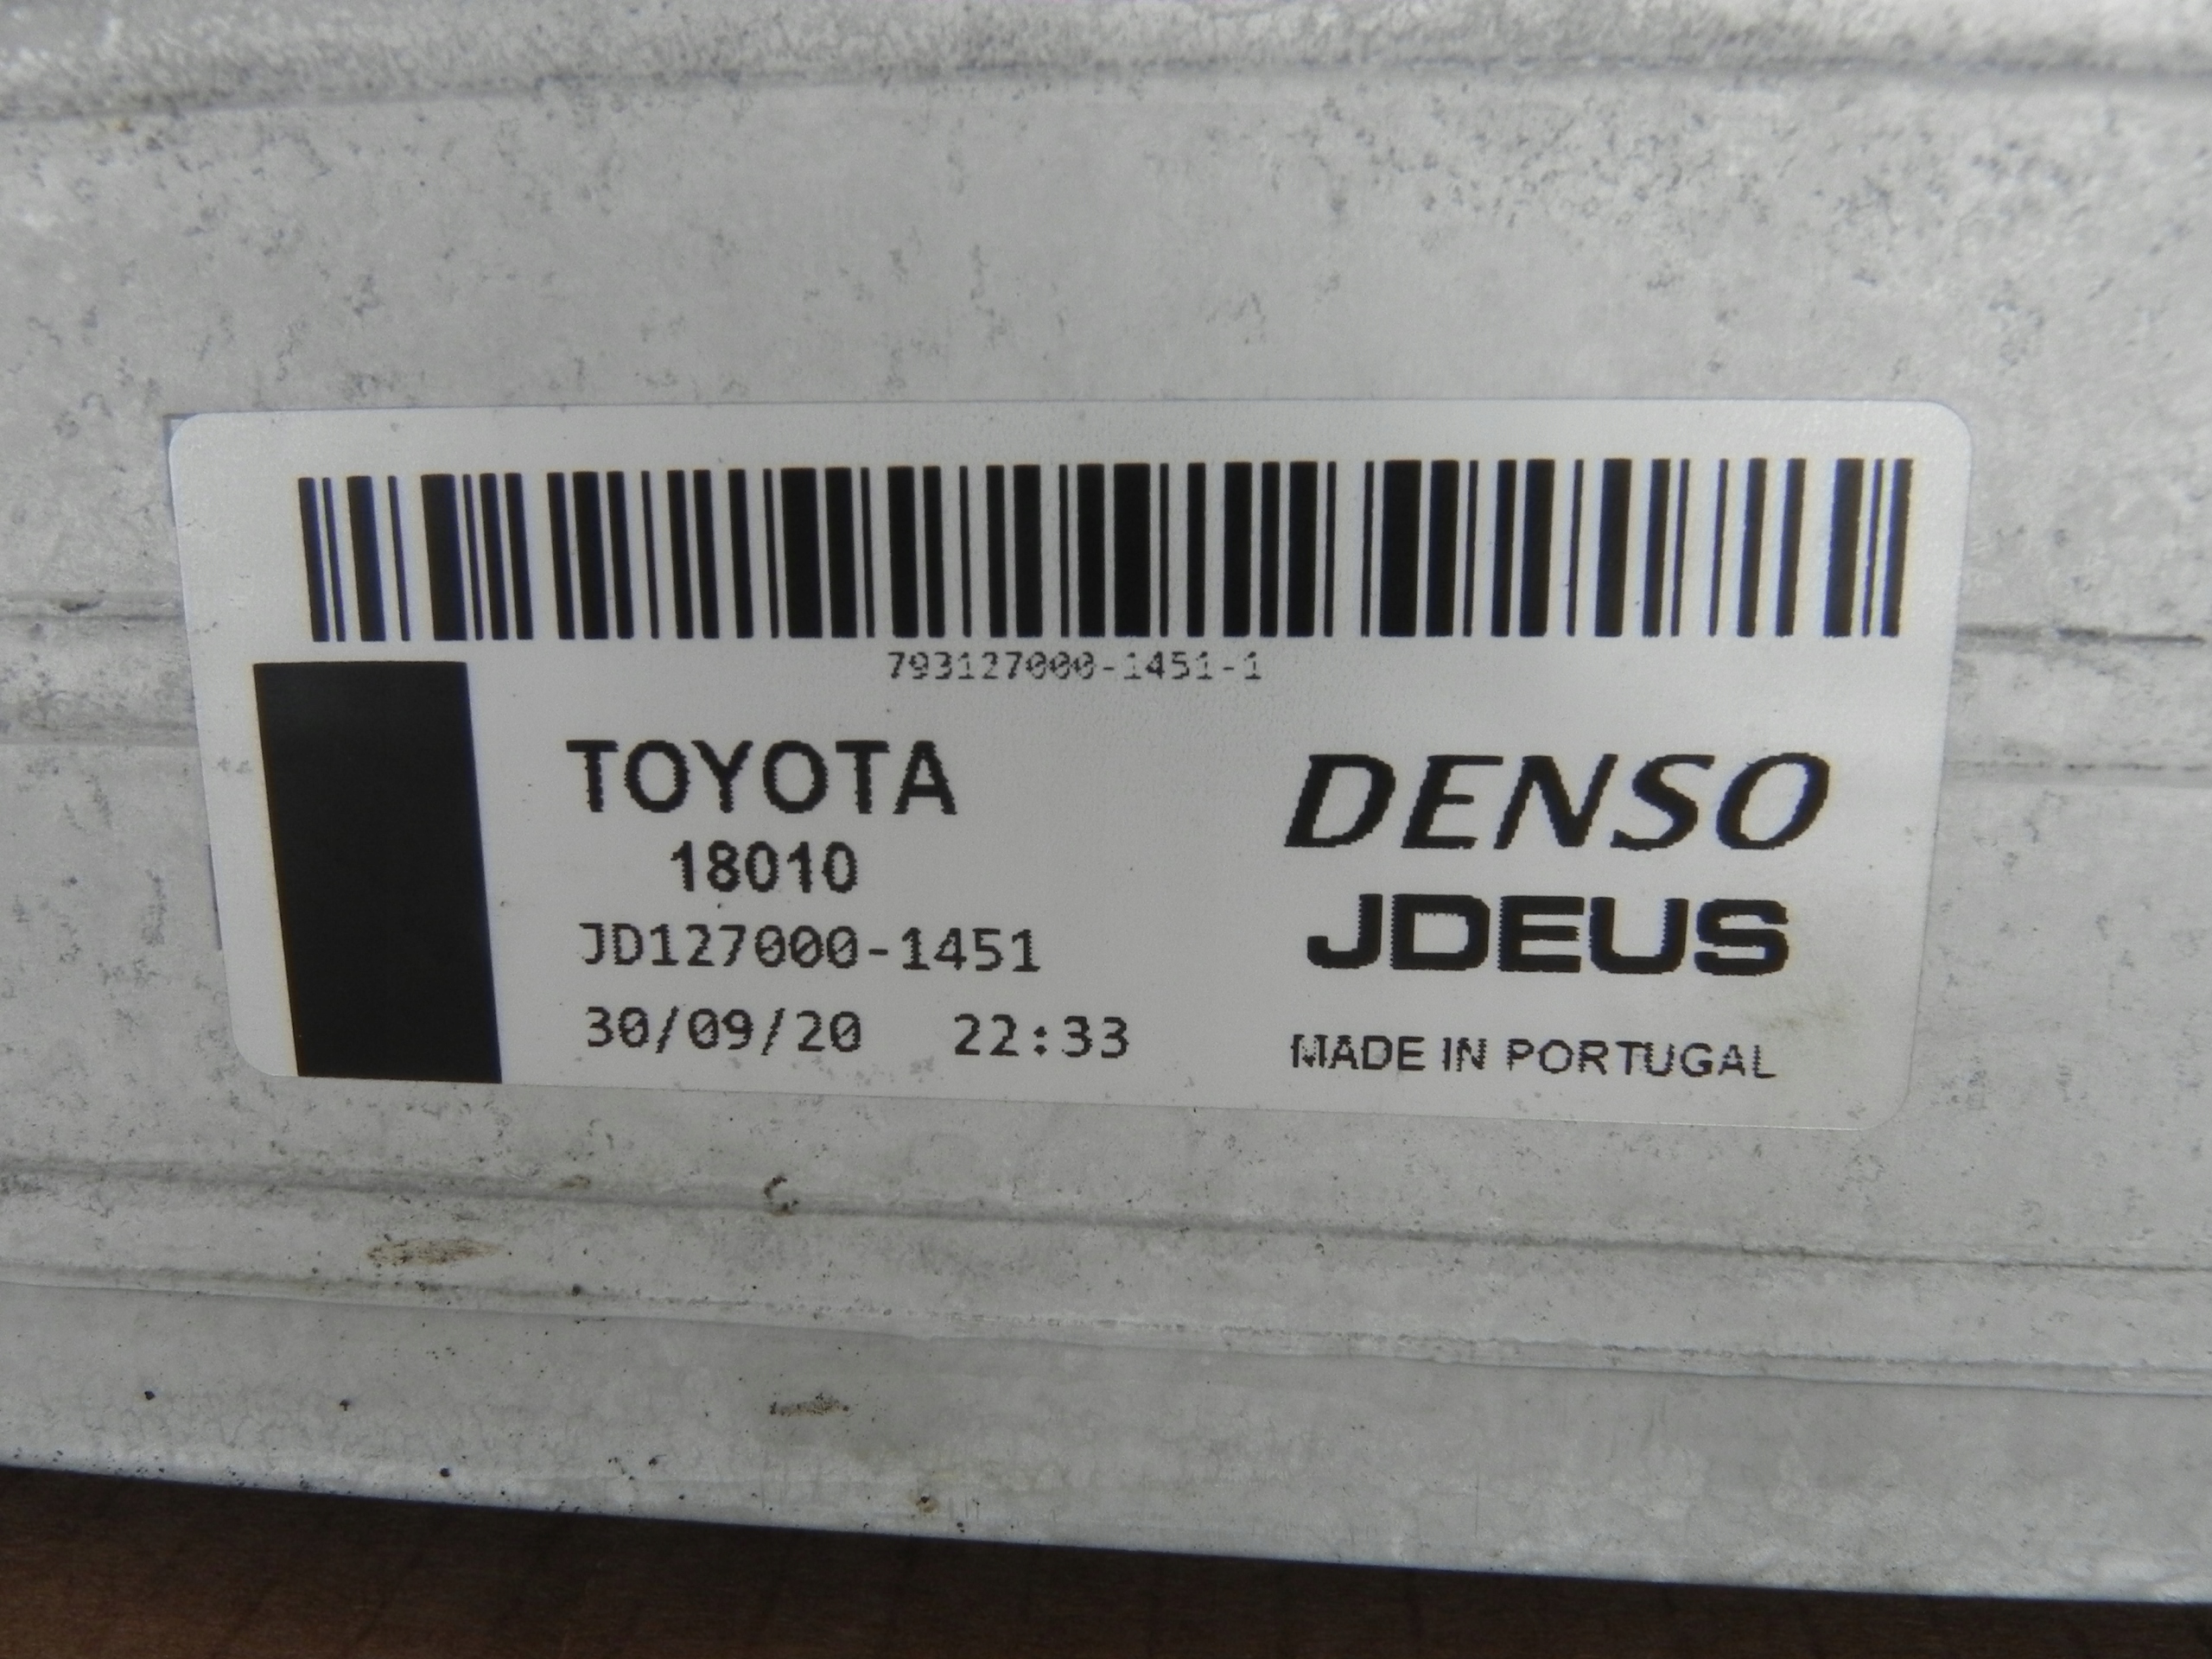 793127000-1451-1
TOYOTA
18010
JD127000-1451
30/09/20 22:33
DENSO
JDEUS
MADE IN PORTUGAL